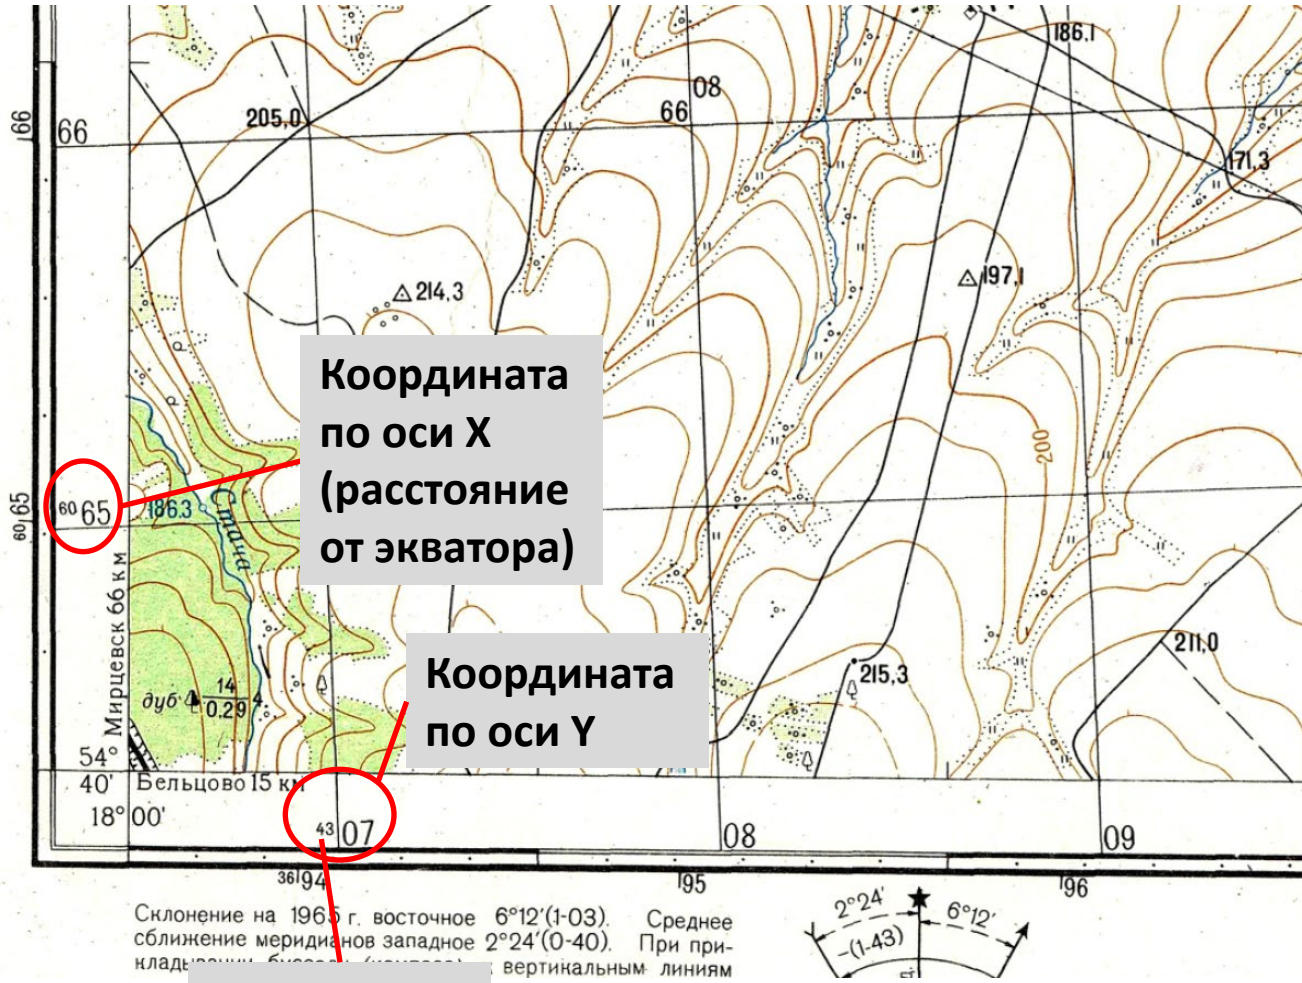 186,1
08
66
66
66
205,0
171.3
214,3
197,1
Координата
по оси X
(расстояние
от экватора)
200
60 65
60 65
186.3
Стача
Мирцевск 66 км
Координата
по оси Y
211,0
215,3
дуб 14 4
0.29
54°
40' Бельцово 15 км
18°00'
43 07
08
09
36 94
95
96
Склонение на 1965 г. восточное 6°12'(1-03). Среднее
сближение меридианов западное 2°24'(0-40). При при-
вертикальным линиям
2°24'
6°12'
-(1-43)